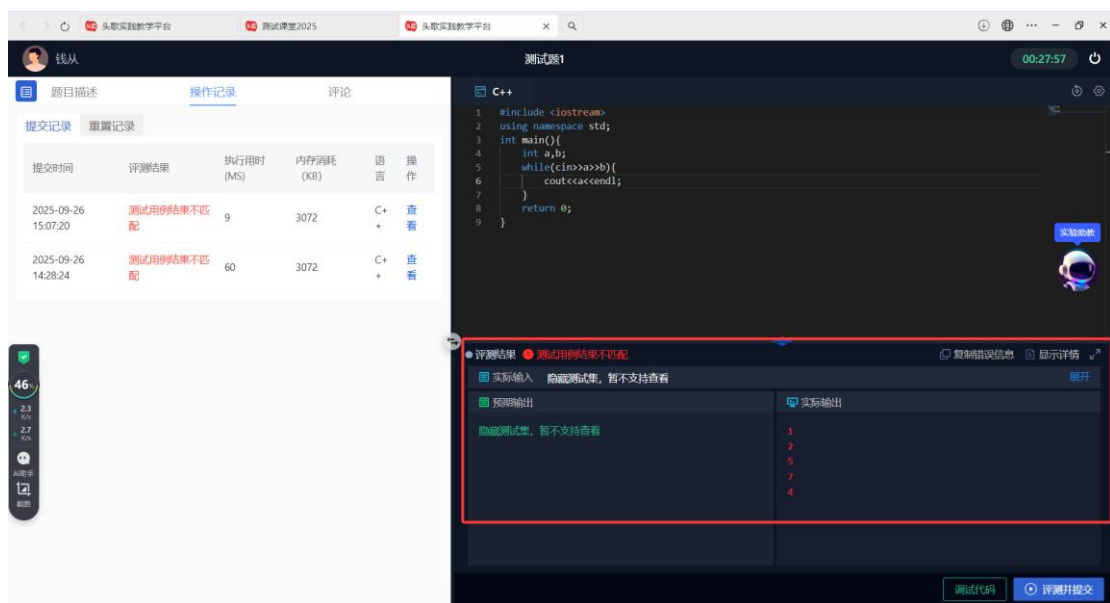 头歌实践教学平台
测试课堂2025
头歌实践教学平台
钱从
测试题1
00:27:57
题目描述
操作记录
评论
提交记录
重置记录
提交时间
评测结果
执行用时
(MS)
内存消耗
(KB)
语
言
操
作
2025-09-26
15:07:20
测试用例结果不匹
配
9
3072
C+
+
查
看
2025-09-26
14:28:24
测试用例结果不匹
配
60
3072
C+
+
查
看
C++
1 #include <iostream>
2 using namespace std;
3 int main(){
4 int a,b;
5 while(cin>>a>>b){
6 cout<<a<<endl;
7 }
8 return 0;
9 }
实验助教
评测结果
测试用例结果不匹配
复制错误信息
显示详情
实际输入
隐藏测试集，暂不支持查看
展开
预期输出
实际输出
隐藏测试集，暂不支持查看
1
2
5
7
4
46%
2.3
K/s
2.7
K/s
AI助手
截图
调试代码
评测并提交